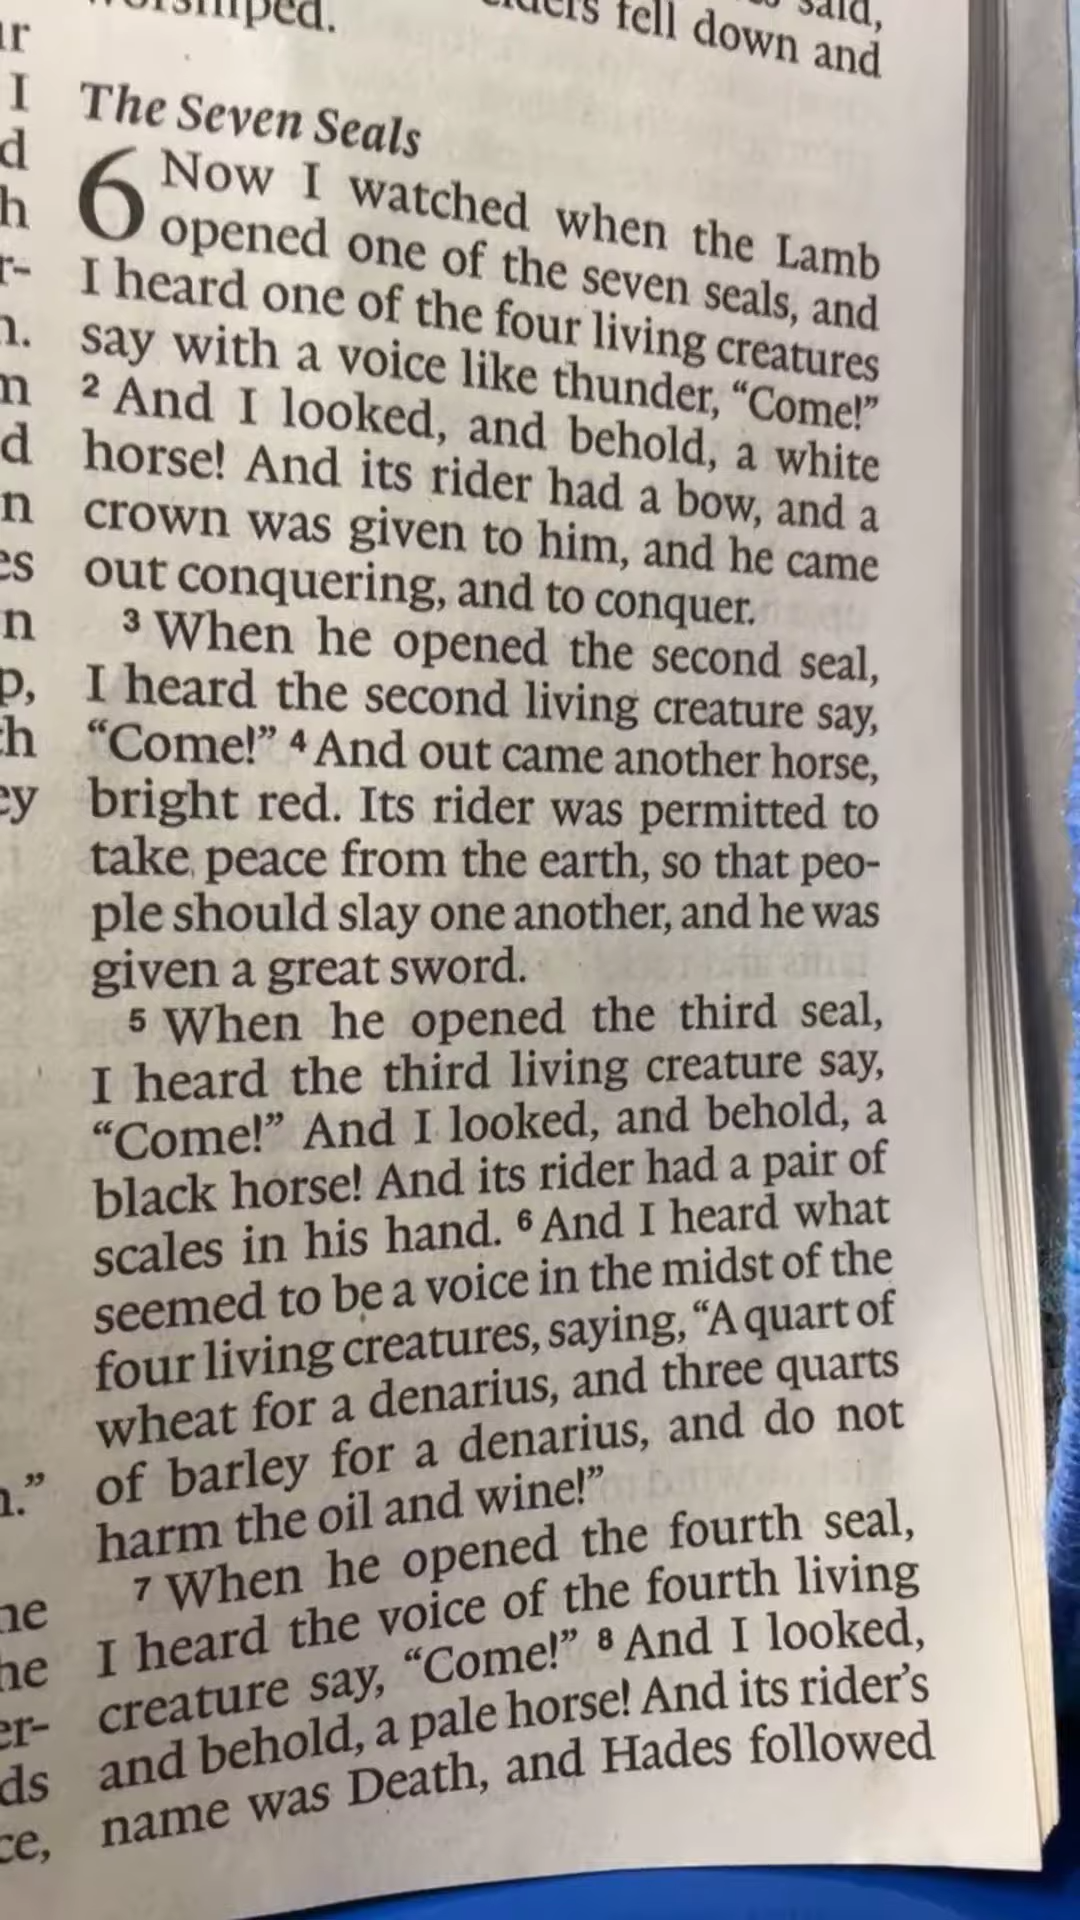 said,
fell down and
The Seven Seals
6 Now I watched when the Lamb
opened one of the seven seals, and
I heard one of the four living creatures
say with a voice like thunder, “Come!”
2 And I looked, and behold, a white
horse! And its rider had a bow, and a
crown was given to him, and he came
out conquering, and to conquer.
3 When he opened the second seal,
I heard the second living creature say,
“Come!” 4 And out came another horse,
bright red. Its rider was permitted to
take peace from the earth, so that peo-
ple should slay one another, and he was
given a great sword.
5 When he opened the third seal,
I heard the third living creature say,
“Come!” And I looked, and behold, a
black horse! And its rider had a pair of
scales in his hand. 6 And I heard what
seemed to be a voice in the midst of the
four living creatures, saying, “A quart of
wheat for a denarius, and three quarts
of barley for a denarius, and do not
harm the oil and wine!”
7 When he opened the fourth seal,
I heard the voice of the fourth living
creature say, “Come!” 8 And I looked,
and behold, a pale horse! And its rider’s
name was Death, and Hades followed